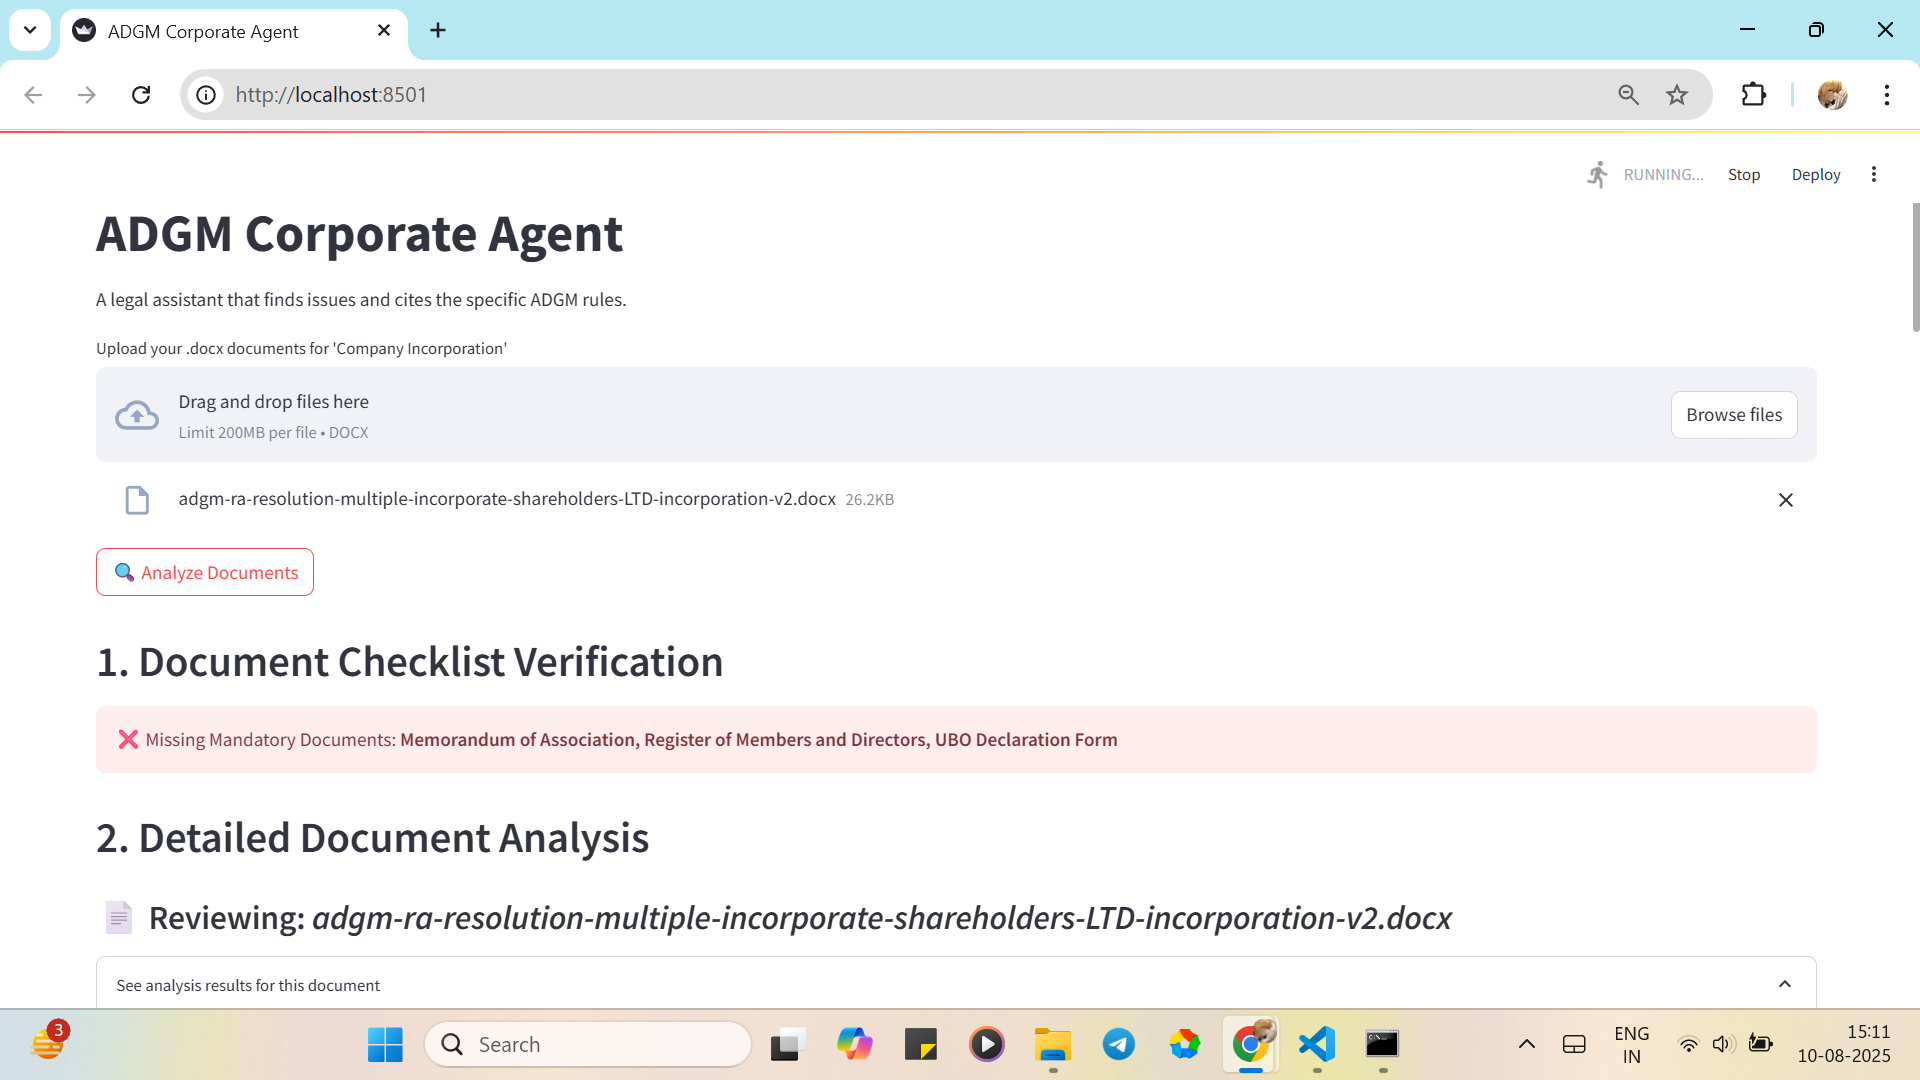 ADGM Corporate Agent
http://localhost:8501
RUNNING... Stop Deploy
ADGM Corporate Agent
A legal assistant that finds issues and cites the specific ADGM rules.
Upload your .docx documents for 'Company Incorporation'
Drag and drop files here
Limit 200MB per file • DOCX
Browse files
adgm-ra-resolution-multiple-incorporate-shareholders-LTD-incorporation-v2.docx 26.2KB
Analyze Documents
1. Document Checklist Verification
Missing Mandatory Documents: Memorandum of Association, Register of Members and Directors, UBO Declaration Form
2. Detailed Document Analysis
Reviewing: adgm-ra-resolution-multiple-incorporate-shareholders-LTD-incorporation-v2.docx
See analysis results for this document
3
Search
ENG
IN
15:11
10-08-2025